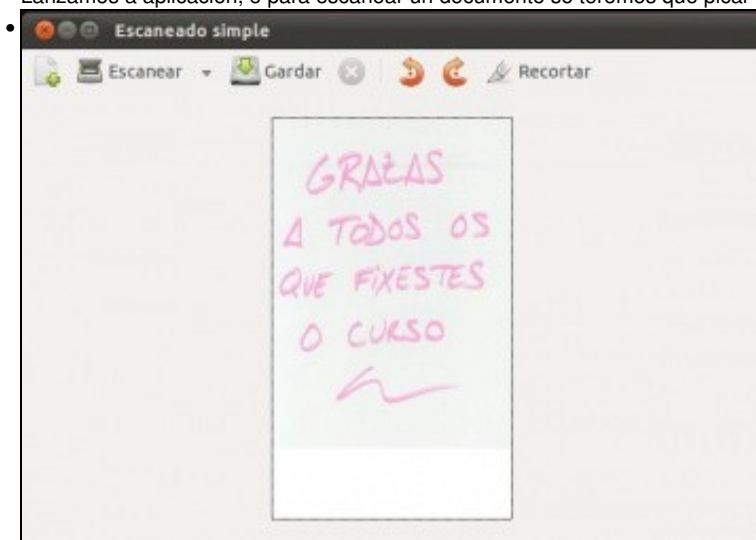 Lanzamos a aplicación, e para escanear un documento só teremos que picar
Escaneado simple
Escanear Gardar Recortar
GRAZAS
A TODOS OS
QUE FIXESTES
O CURSO